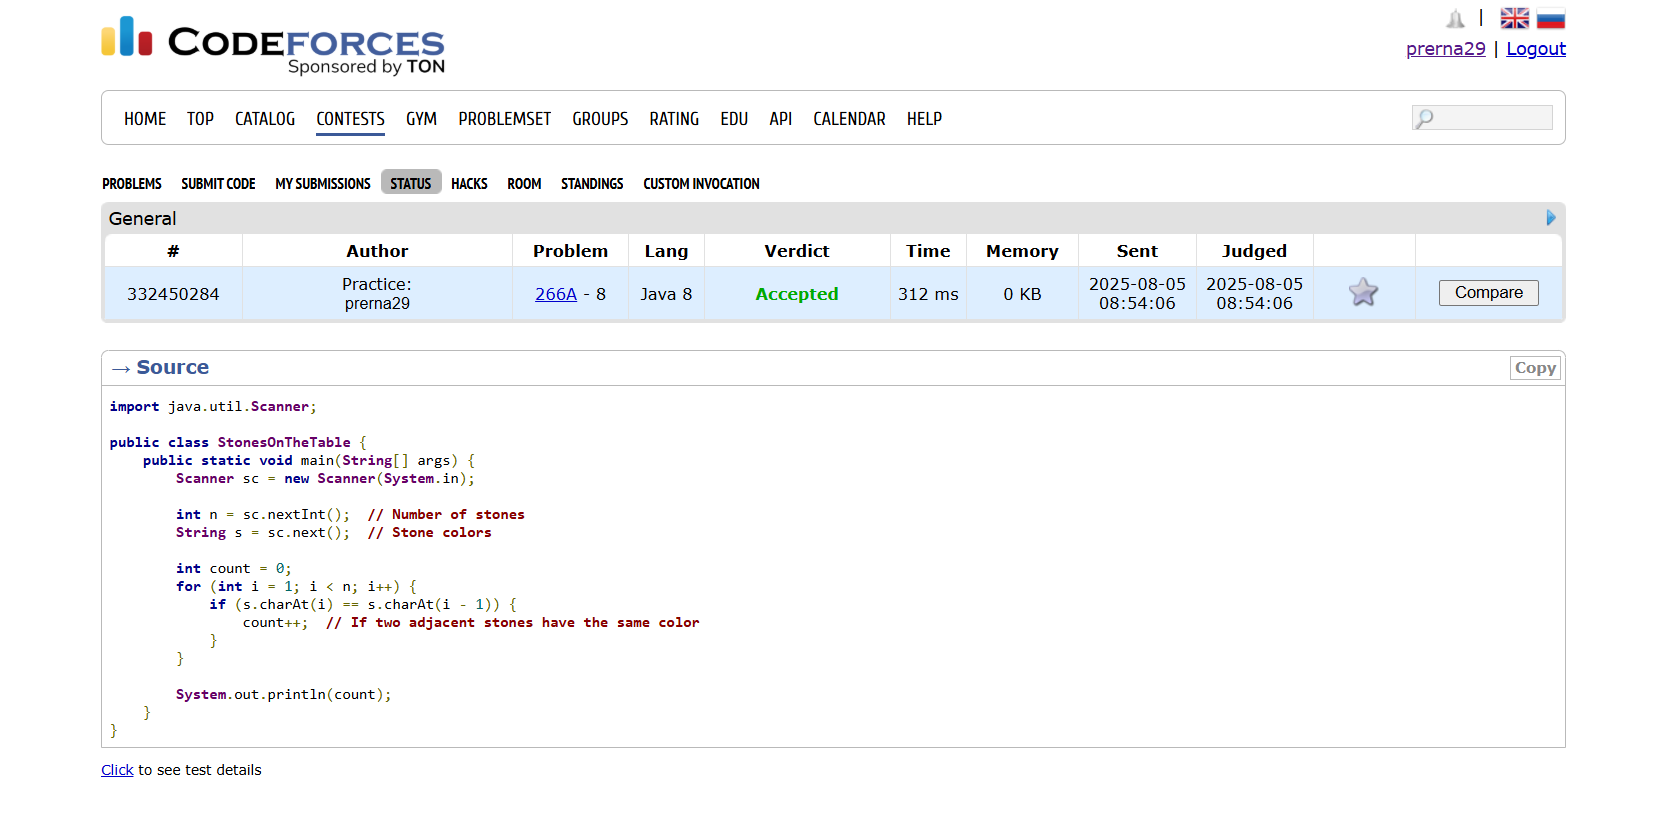 CODEFORCES
Sponsored by TON
|
prerna29 | Logout
HOME TOP CATALOG CONTESTS GYM PROBLEMSET GROUPS RATING EDU API CALENDAR HELP
PROBLEMS SUBMIT CODE MY SUBMISSIONS STATUS HACKS ROOM STANDINGS CUSTOM INVOCATION
General
# Author Problem Lang Verdict Time Memory Sent Judged
332450284 Practice: prerna29 266A - 8 Java 8 Accepted 312 ms 0 KB 2025-08-05 08:54:06 2025-08-05 08:54:06 Compare
→ Source Copy
import java.util.Scanner;
public class StonesOnTheTable {
    public static void main(String[] args) {
        Scanner sc = new Scanner(System.in);
        int n = sc.nextInt();  // Number of stones
        String s = sc.next();  // Stone colors
        int count = 0;
        for (int i = 1; i < n; i++) {
            if (s.charAt(i) == s.charAt(i - 1)) {
                count++;  // If two adjacent stones have the same color
            }
        }
        System.out.println(count);
    }
}
Click to see test details